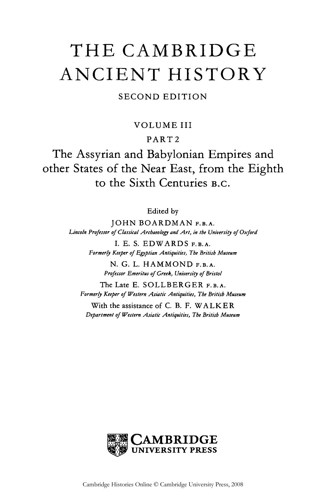 THE CAMBRIDGE
ANCIENT HISTORY
SECOND EDITION
VOLUME III
PART 2
The Assyrian and Babylonian Empires and
other States of the Near East, from the Eighth
to the Sixth Centuries B.C.
Edited by
JOHN BOARDMAN F.B.A.
Lincoln Professor of Classical Archaeology and Art, in the University of Oxford
I. E. S. EDWARDS F.B.A.
Formerly Keeper of Egyptian Antiquities, The British Museum
N. G. L. HAMMOND F.B.A.
Professor Emeritus of Greek, University of Bristol
The Late E. SOLLBERGER F.B.A.
Formerly Keeper of Western Asiatic Antiquities, The British Museum
With the assistance of C. B. F. WALKER
Department of Western Asiatic Antiquities, The British Museum
CAMBRIDGE
UNIVERSITY PRESS
Cambridge Histories Online © Cambridge University Press, 2008